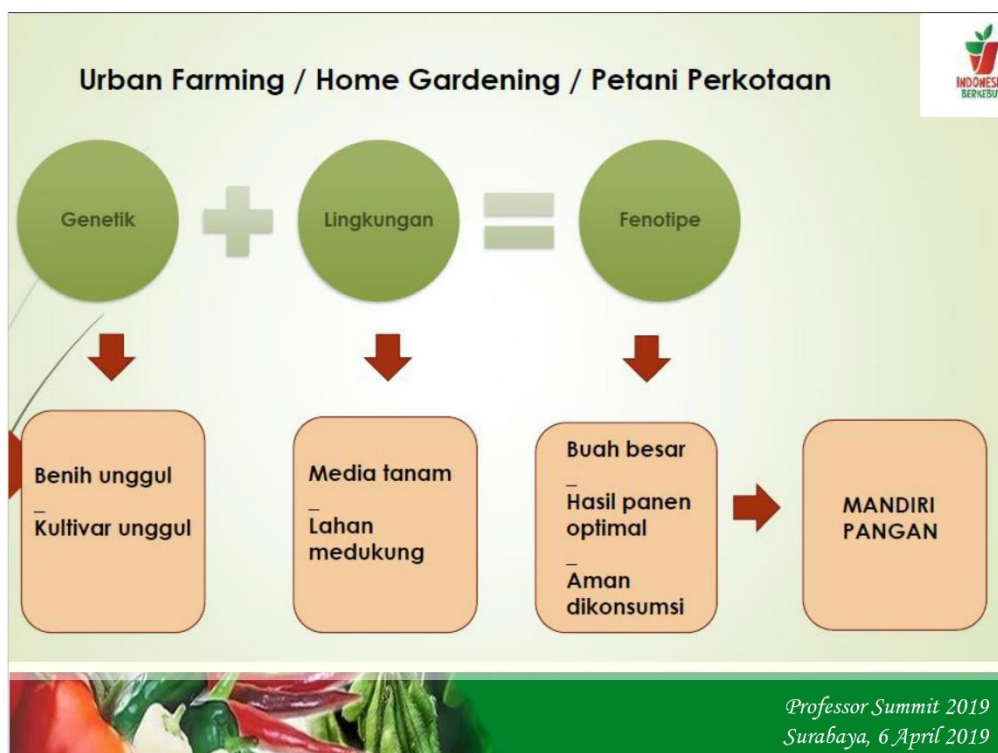 Urban Farming / Home Gardening / Petani Perkotaan
Genetik
Lingkungan
Fenotipe
Benih unggul
_
Kultivar unggul
Media tanam
_
Lahan
medukung
Buah besar
_
Hasil panen
optimal
_
Aman
dikonsumsi
MANDIRI
PANGAN
Professor Summit 2019
Surabaya, 6 April 2019